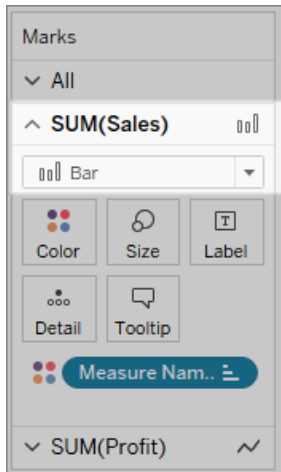 Marks
All
SUM(Sales)
Bar
Color Size T Label
Detail Tooltip
Measure Nam..
SUM(Profit)